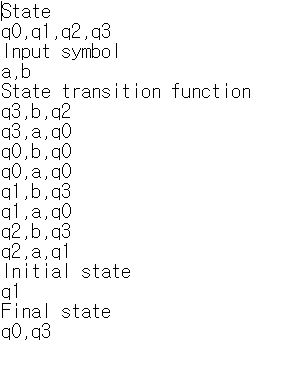 State
q0,q1,q2,q3
Input symbol
a,b
State transition function
q3,b,q2
q3,a,q0
q0,b,q0
q0,a,q0
q1,b,q3
q1,a,q0
q2,b,q3
q2,a,q1
Initial state
q1
Final state
q0,q3